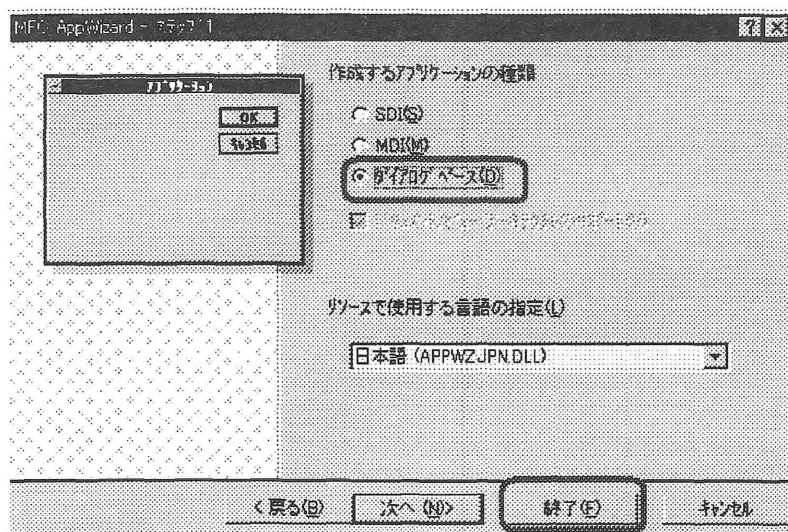 MFC AppWizard - ステップ 1
アプリケーション
OK
キャンセル
作成するアプリケーションの種類
SDI(S)
MDI(M)
ダイアログ ベース(D)
リソースで使用する言語の指定(L)
日本語 (APPWZJPN.DLL)
< 戻る(B)
次へ (N)>
終了(F)
キャンセル